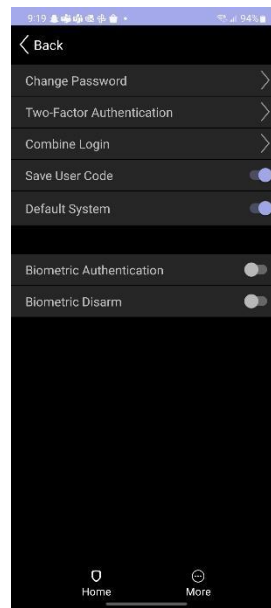 9:19
94%
Back
Change Password
Two-Factor Authentication
Combine Login
Save User Code
Default System
Biometric Authentication
Biometric Disarm
Home
More